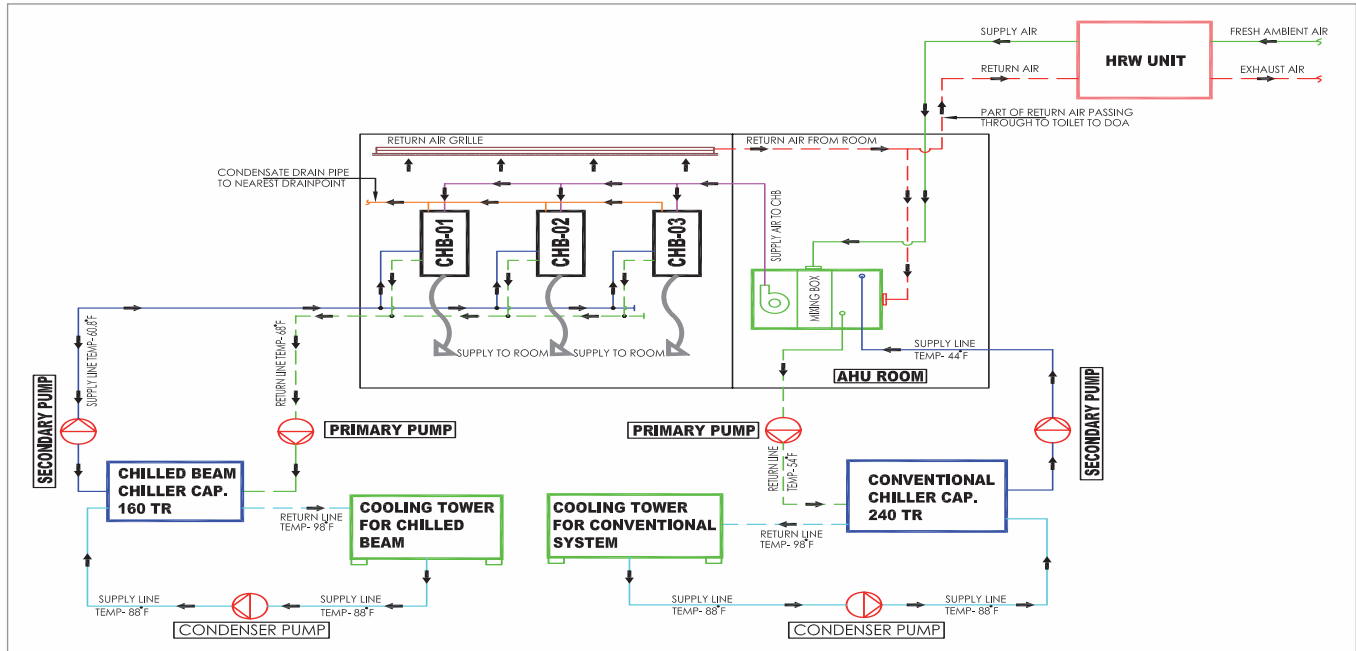 SUPPLY AIR
FRESH AMBIENT AIR
HRW UNIT
RETURN AIR
EXHAUST AIR
PART OF RETURN AIR PASSING
THROUGH TO TOILET TO DOA
RETURN AIR GRILLE
RETURN AIR FROM ROOM
CONDENSATE DRAIN PIPE
TO NEAREST DRAINPOINT
CHB-01
CHB-02
CHB-03
SUPPLY AIR TO CHB
MIXING BOX
SUPPLY LINE TEMP-60.8°F
RETURN LINE TEMP-68°F
SUPPLY TO ROOM
SUPPLY TO ROOM
SUPPLY LINE
TEMP- 44°F
AHU ROOM
SECONDARY PUMP
PRIMARY PUMP
PRIMARY PUMP
SECONDARY PUMP
RETURN LINE
TEMP-54°F
CHILLED BEAM
CHILLER CAP.
160 TR
RETURN LINE
TEMP- 98°F
COOLING TOWER
FOR CHILLED
BEAM
COOLING TOWER
FOR CONVENTIONAL
SYSTEM
RETURN LINE
TEMP- 98°F
CONVENTIONAL
CHILLER CAP.
240 TR
SUPPLY LINE
TEMP- 88°F
SUPPLY LINE
TEMP- 88°F
CONDENSER PUMP
SUPPLY LINE
TEMP- 88°F
SUPPLY LINE
TEMP- 88°F
CONDENSER PUMP